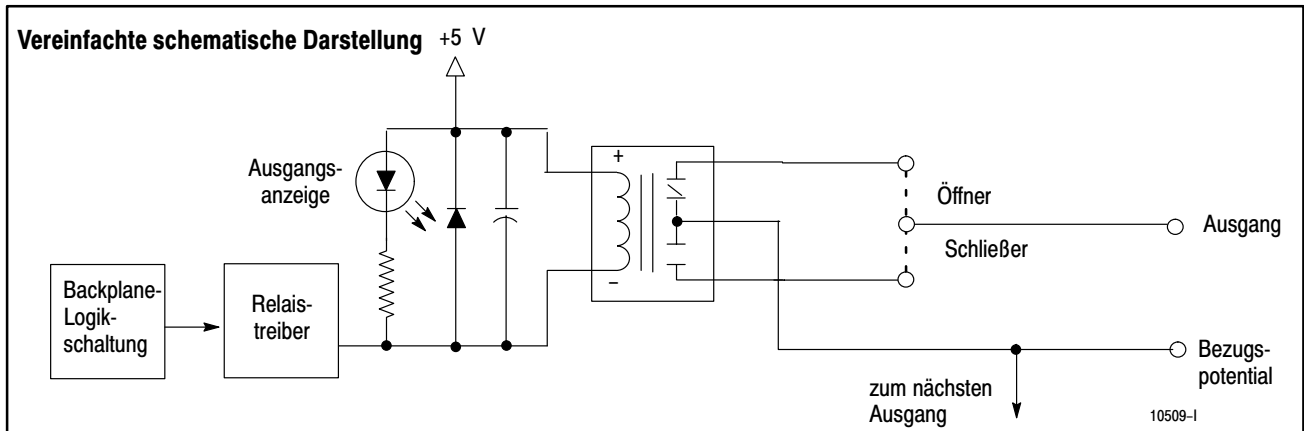 Vereinfachte schematische Darstellung
+5 V
Ausgangs-
anzeige
+
−
Öffner
Schließer
Ausgang
Backplane-
Logik-
schaltung
Relais-
treiber
zum nächsten
Ausgang
Bezugs-
potential
10509–I